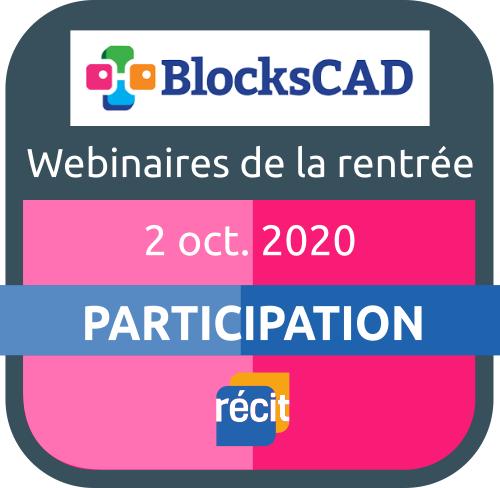 BlocksCAD
Webinaires de la rentrée
2 oct. 2020
PARTICIPATION
récit